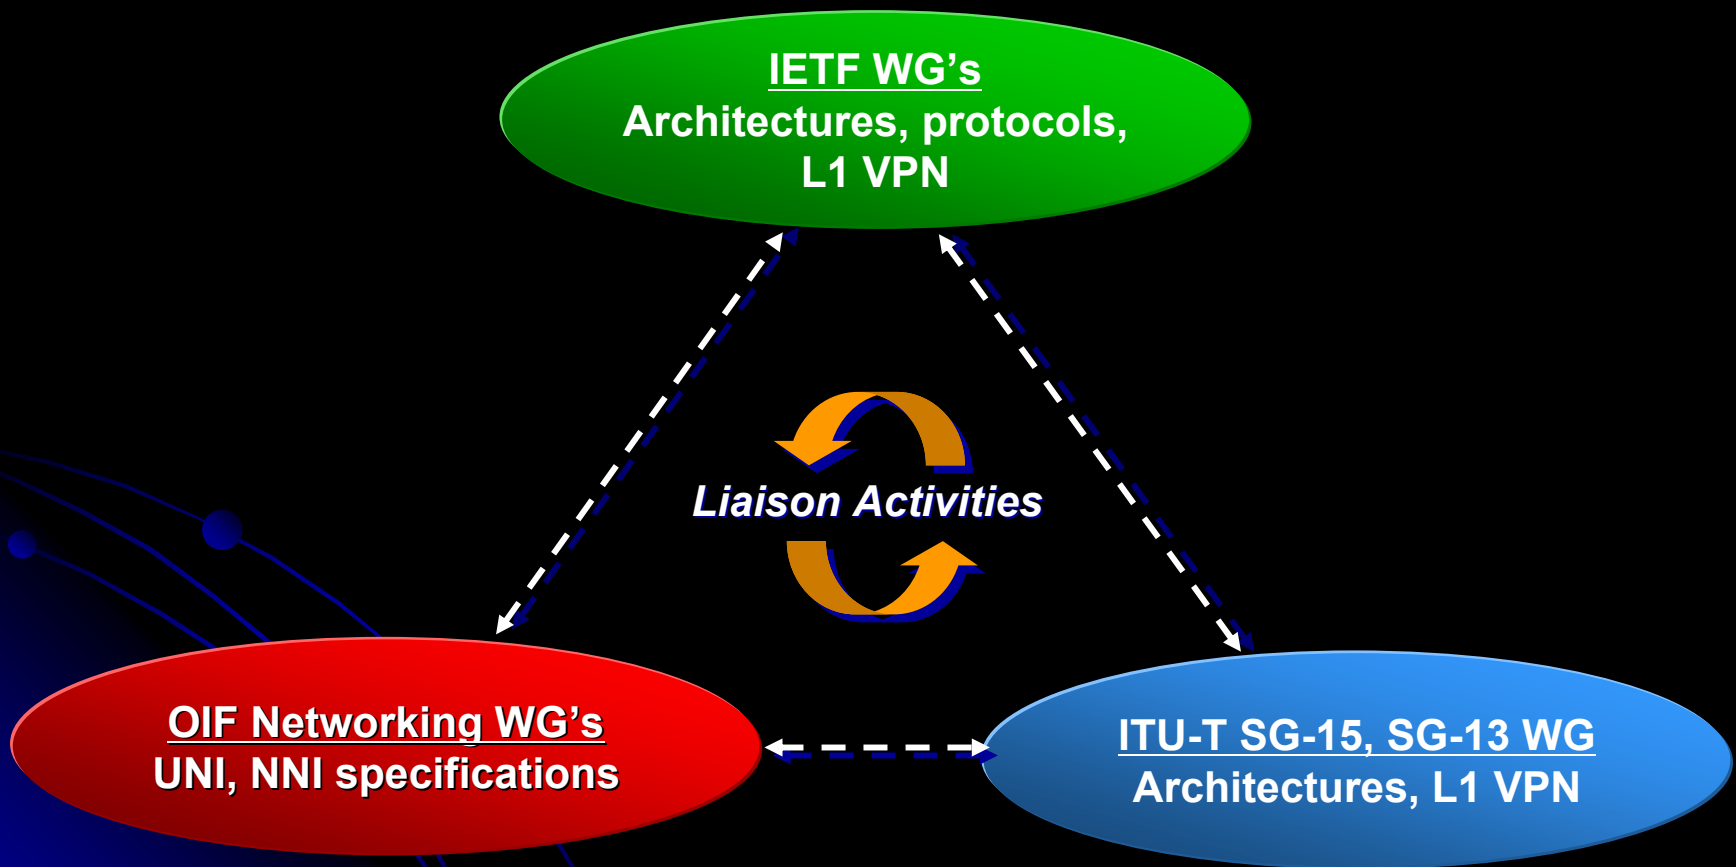 IETF WG’s
Architectures, protocols,
L1 VPN
Liaison Activities
OIF Networking WG’s
UNI, NNI specifications
ITU-T SG-15, SG-13 WG
Architectures, L1 VPN